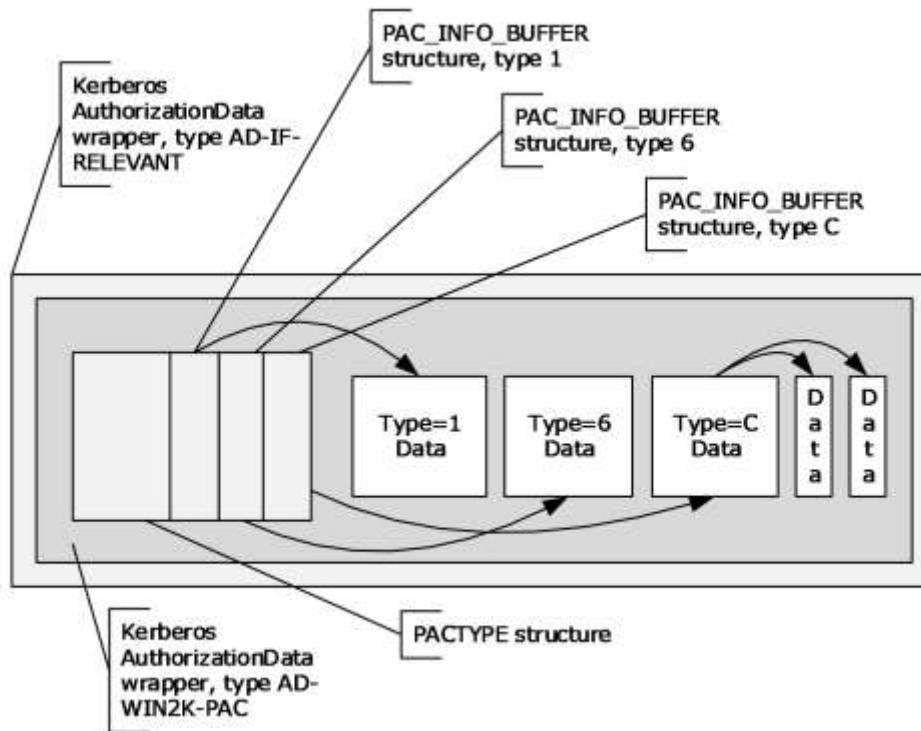 PAC_INFO_BUFFER
structure, type 1
Kerberos
AuthorizationData
wrapper, type AD-IF-
RELEVANT
PAC_INFO_BUFFER
structure, type 6
PAC_INFO_BUFFER
structure, type C
Type=1
Data
Type=6
Data
Type=C
Data
D
a
t
a
D
a
t
a
Kerberos
AuthorizationData
wrapper, type AD-
WIN2K-PAC
PACTYPE structure